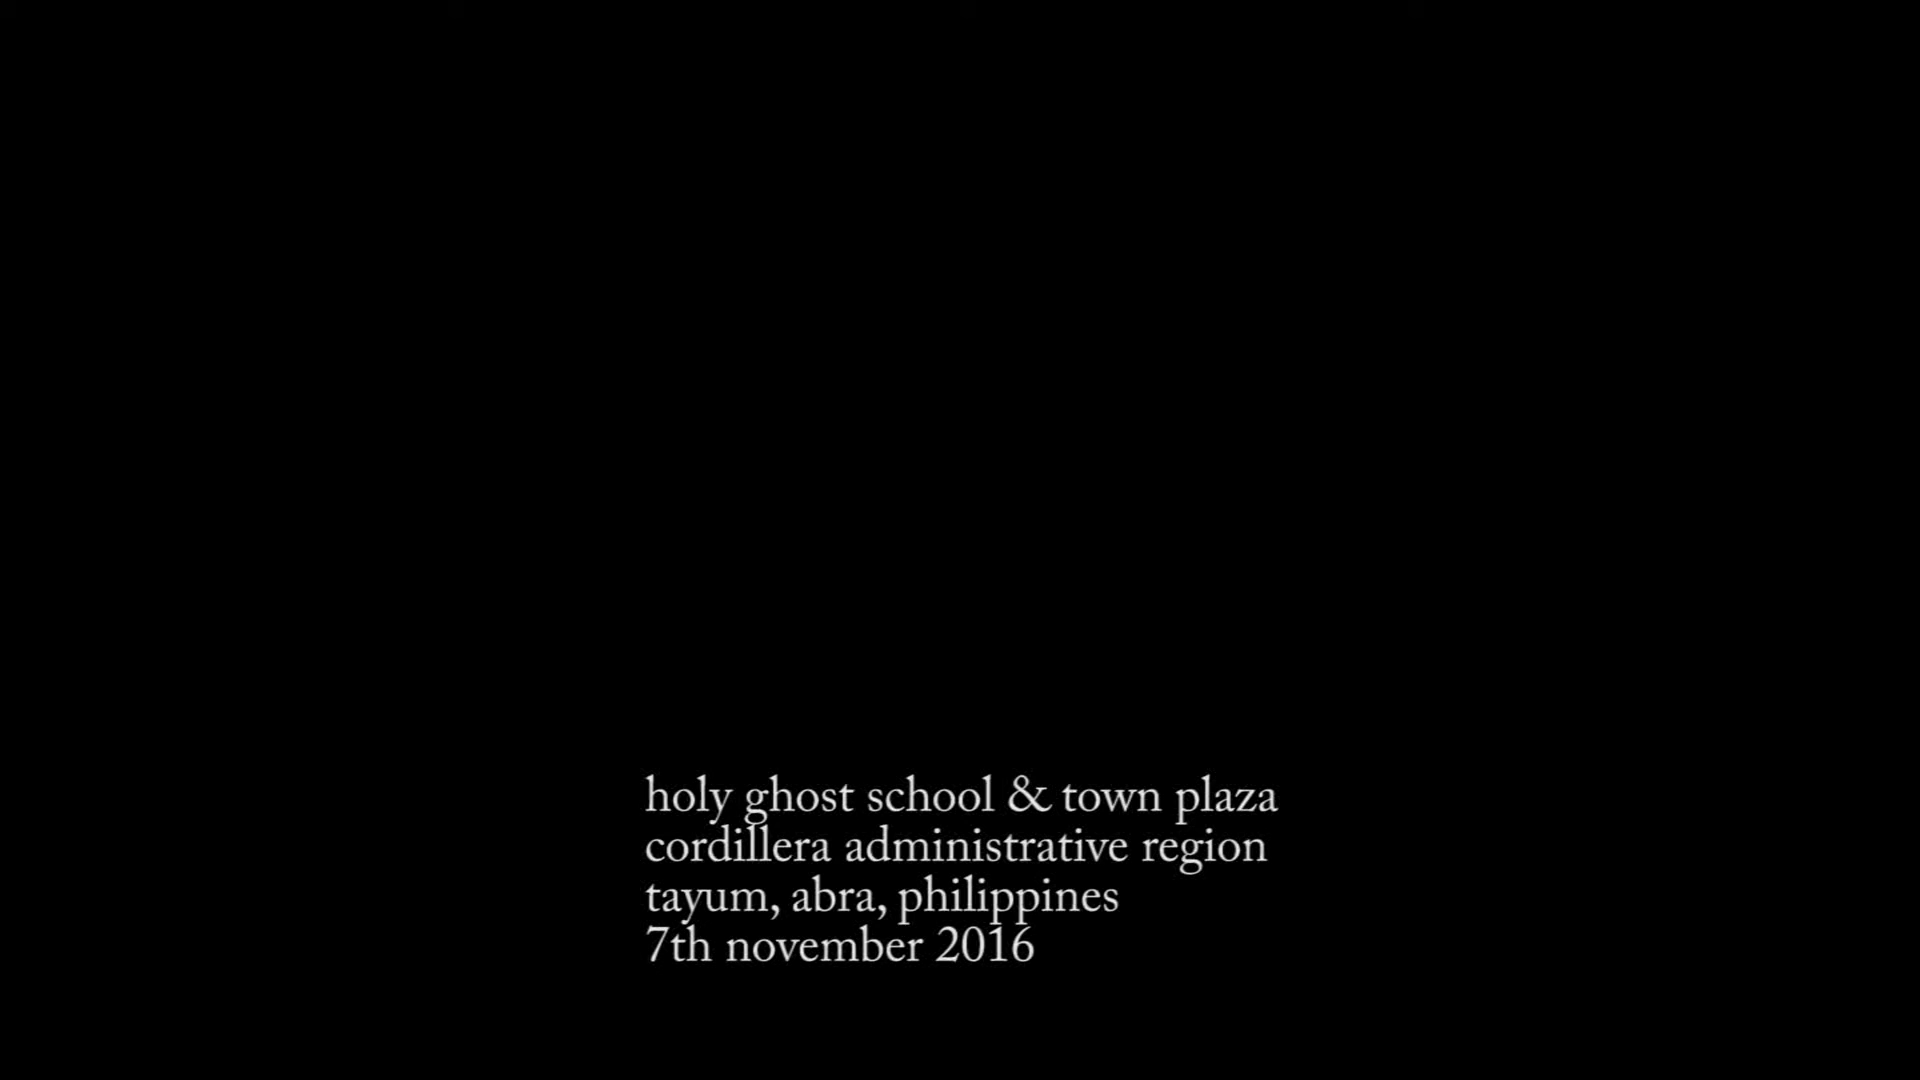 holy ghost school & town plaza
cordillera administrative region
tayum, abra, philippines
7th november 2016